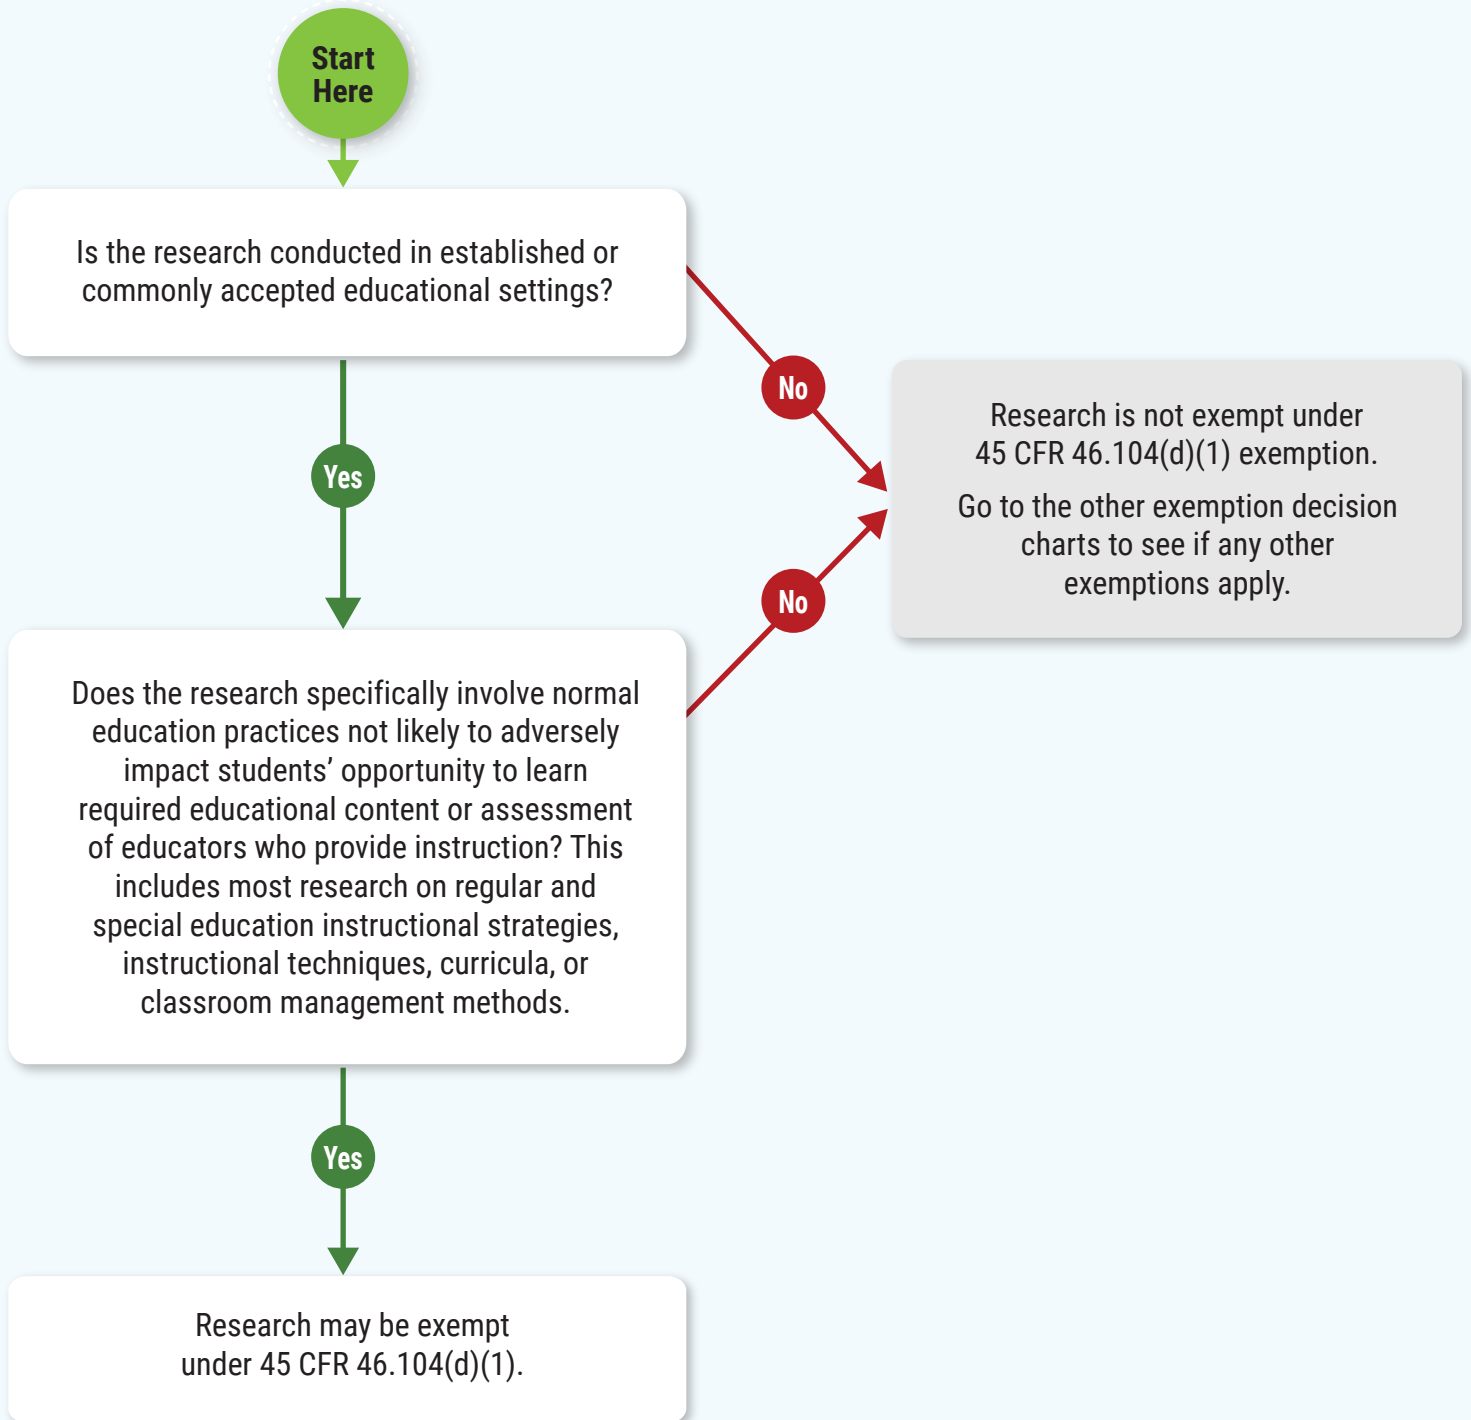 Start
Here
Is the research conducted in established or
commonly accepted educational settings?
No
Research is not exempt under
45 CFR 46.104(d)(1) exemption.
Go to the other exemption decision
charts to see if any other
exemptions apply.
Yes
No
Does the research specifically involve normal
education practices not likely to adversely
impact students’ opportunity to learn
required educational content or assessment
of educators who provide instruction? This
includes most research on regular and
special education instructional strategies,
instructional techniques, curricula, or
classroom management methods.
Yes
Research may be exempt
under 45 CFR 46.104(d)(1).